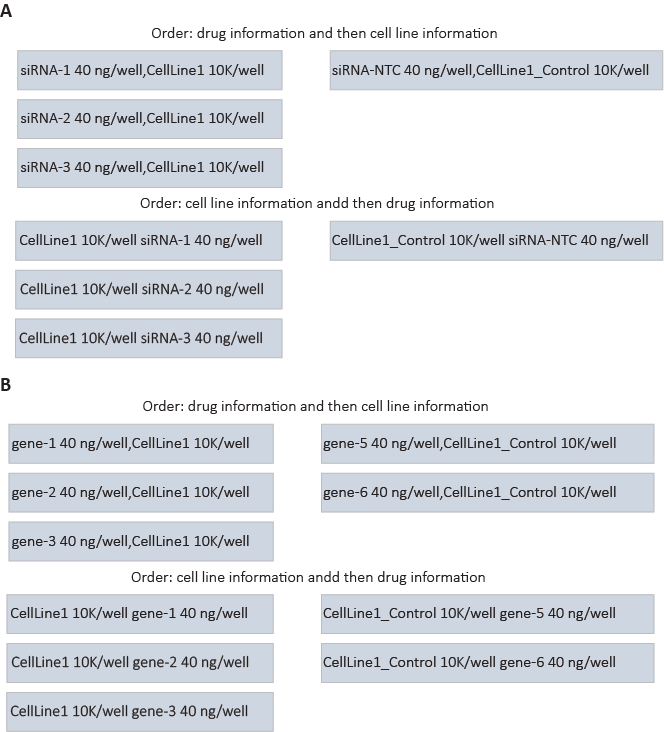 A
Order: drug information and then cell line information
siRNA-1 40 ng/well,CellLine1 10K/well
siRNA-NTC 40 ng/well,CellLine1_Control 10K/well
siRNA-2 40 ng/well,CellLine1 10K/well
siRNA-3 40 ng/well,CellLine1 10K/well
Order: cell line information andd then drug information
CellLine1 10K/well siRNA-1 40 ng/well
CellLine1_Control 10K/well siRNA-NTC 40 ng/well
CellLine1 10K/well siRNA-2 40 ng/well
CellLine1 10K/well siRNA-3 40 ng/well
B
Order: drug information and then cell line information
gene-1 40 ng/well,CellLine1 10K/well
gene-5 40 ng/well,CellLine1_Control 10K/well
gene-2 40 ng/well,CellLine1 10K/well
gene-6 40 ng/well,CellLine1_Control 10K/well
gene-3 40 ng/well,CellLine1 10K/well
Order: cell line information andd then drug information
CellLine1 10K/well gene-1 40 ng/well
CellLine1_Control 10K/well gene-5 40 ng/well
CellLine1 10K/well gene-2 40 ng/well
CellLine1_Control 10K/well gene-6 40 ng/well
CellLine1 10K/well gene-3 40 ng/well